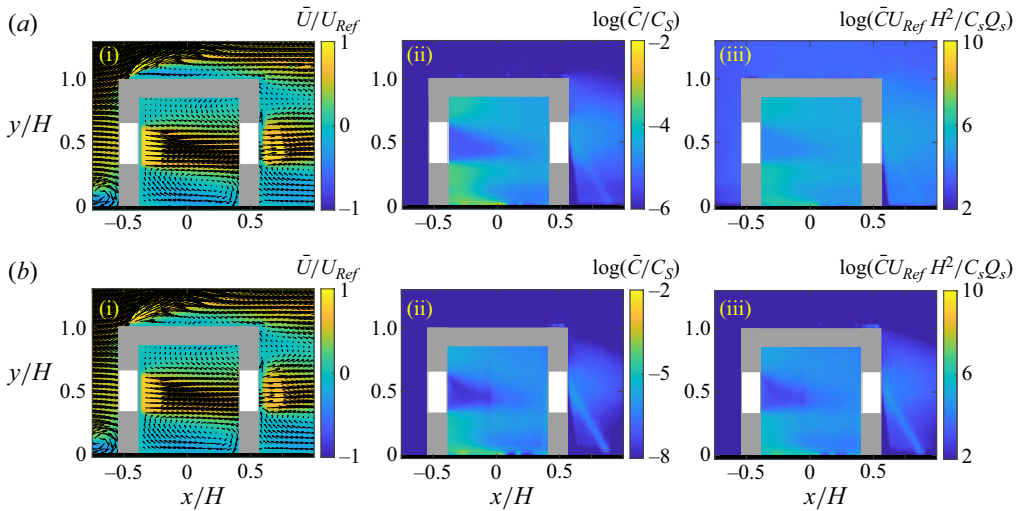 (a) Ū/U_Ref log(C̄/C_S) log(C̄U_Ref H²/C_sQ_s)
(i) 1 (ii) −2 (iii) 10
1.0 1.0 1.0
y/H 0.5 0 0.5 −4 0.5 6
0 −1 0 −6 0 2
−0.5 0 0.5 −0.5 0 0.5 −0.5 0 0.5
(b) Ū/U_Ref log(C̄/C_S) log(C̄U_Ref H²/C_sQ_s)
(i) 1 (ii) −2 (iii) 10
1.0 1.0 1.0
y/H 0.5 0 0.5 −5 0.5 6
0 −1 0 −8 0 2
−0.5 0 0.5 −0.5 0 0.5 −0.5 0 0.5
x/H x/H x/H